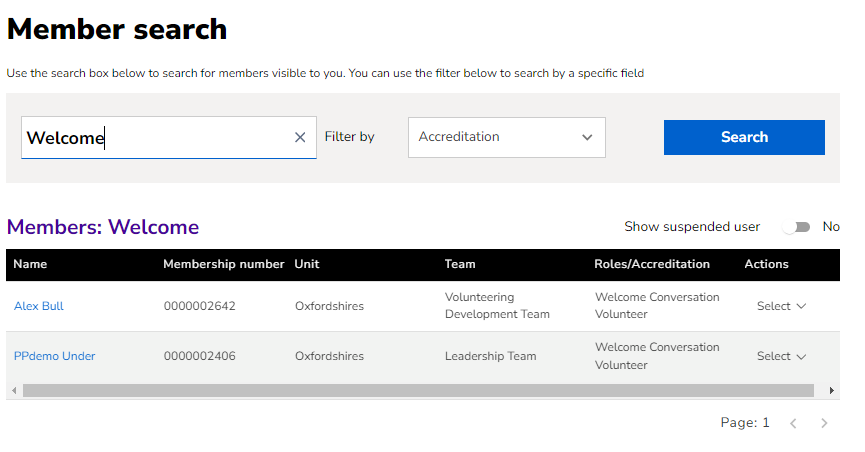 Member search
Use the search box below to search for members visible to you. You can use the filter below to search by a specific field
Welcome Filter by Accreditation Search
Members: Welcome Show suspended user No
Name Membership number Unit Team Roles/Accreditation Actions
Alex Bull 0000002642 Oxfordshires Volunteering Development Team Welcome Conversation Volunteer Select
PPdemo Under 0000002406 Oxfordshires Leadership Team Welcome Conversation Volunteer Select
Page: 1